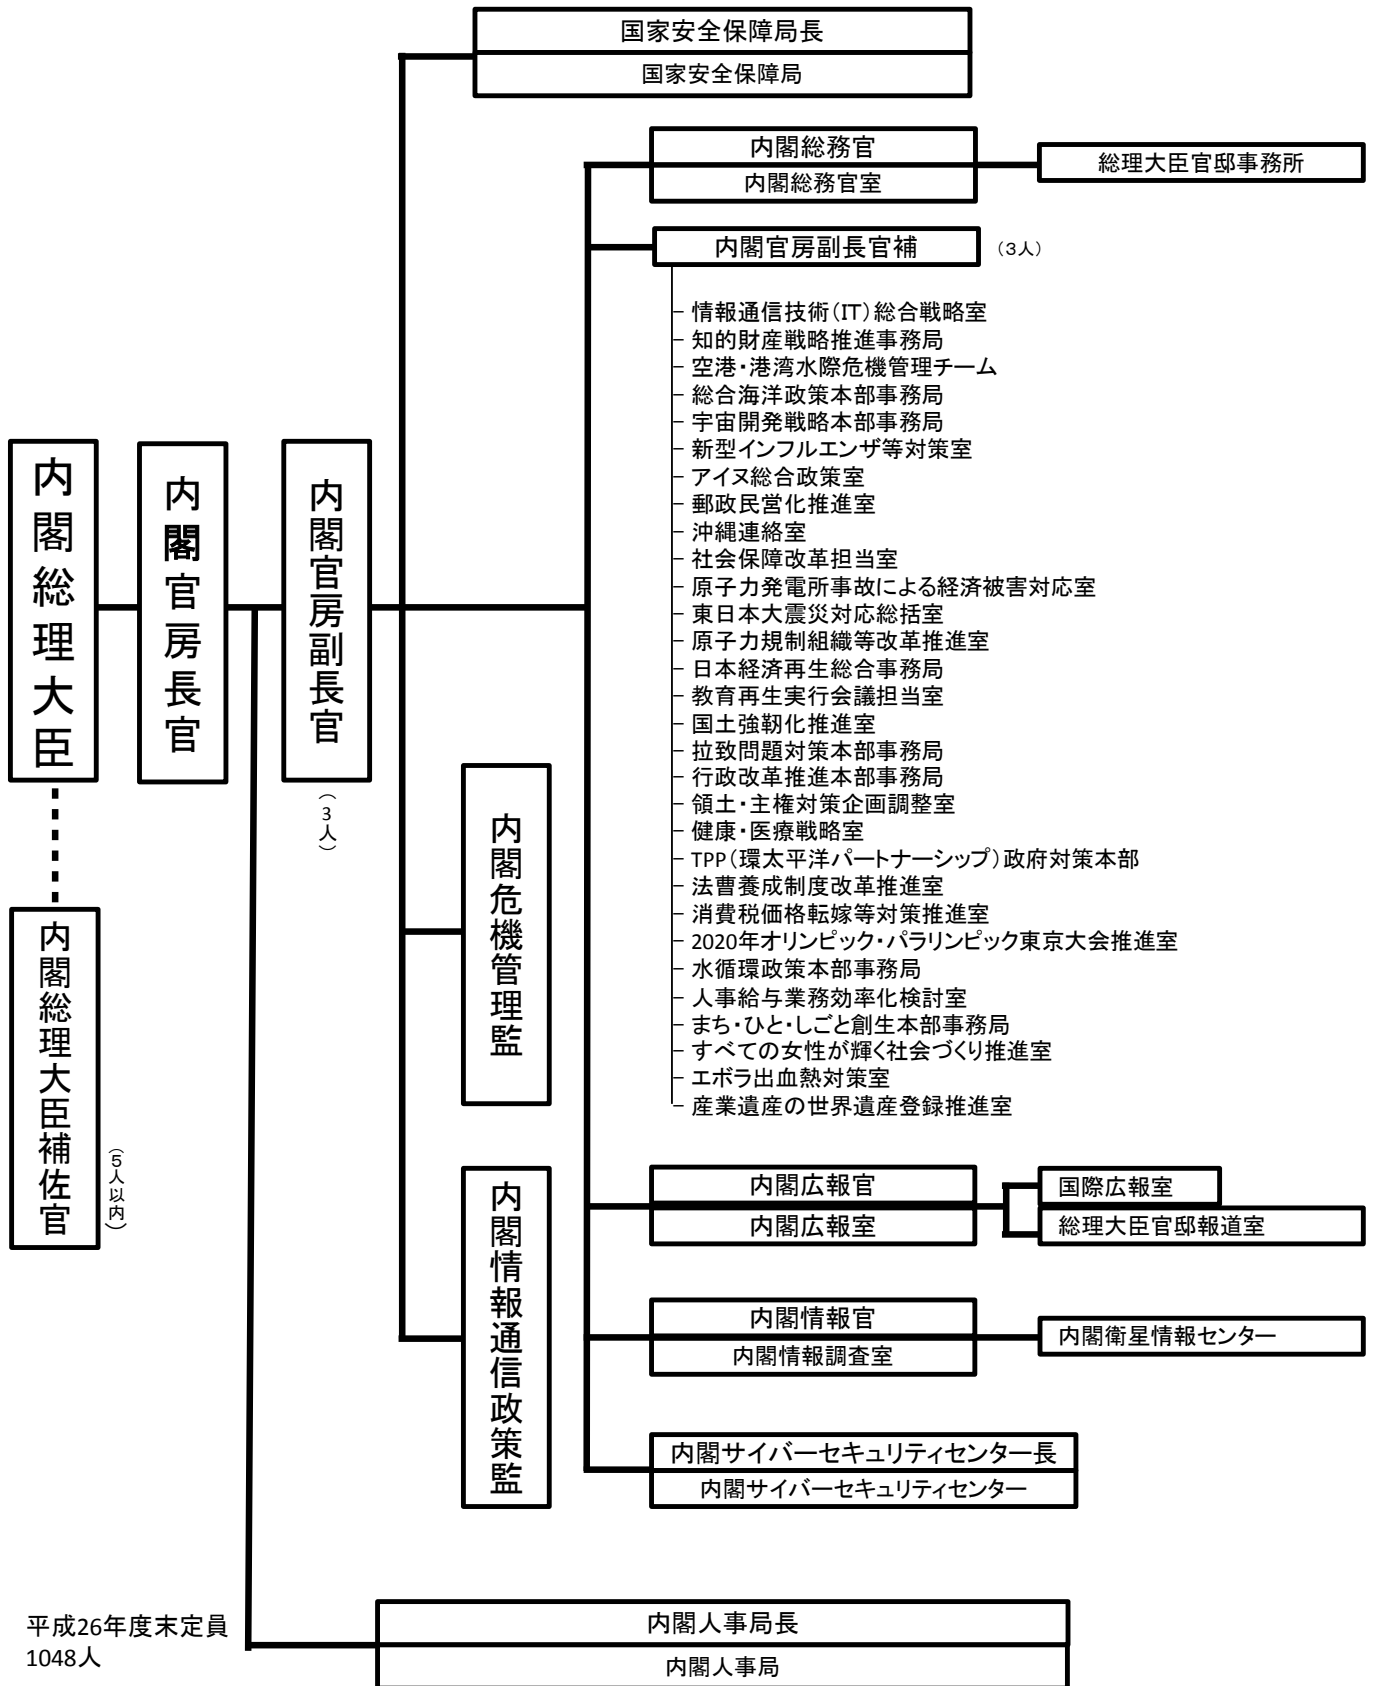 国家安全保障局長
国家安全保障局
内閣総務官
内閣総務官室
総理大臣官邸事務所
内閣官房副長官補
（3人）
情報通信技術(IT)総合戦略室
知的財産戦略推進事務局
空港・港湾水際危機管理チーム
総合海洋政策本部事務局
宇宙開発戦略本部事務局
新型インフルエンザ等対策室
アイヌ総合政策室
郵政民営化推進室
沖縄連絡室
社会保障改革担当室
原子力発電所事故による経済被害対応室
東日本大震災対応総括室
原子力規制組織等改革推進室
日本経済再生総合事務局
教育再生実行会議担当室
国土強靭化推進室
拉致問題対策本部事務局
行政改革推進本部事務局
領土・主権対策企画調整室
健康・医療戦略室
TPP(環太平洋パートナーシップ)政府対策本部
法曹養成制度改革推進室
消費税価格転嫁等対策推進室
2020年オリンピック・パラリンピック東京大会推進室
水循環政策本部事務局
人事給与業務効率化検討室
まち・ひと・しごと創生本部事務局
すべての女性が輝く社会づくり推進室
エボラ出血熱対策室
産業遺産の世界遺産登録推進室
内閣総理大臣
内閣官房長官
内閣官房副長官
（3人）
内閣危機管理監
内閣総理大臣補佐官
（5人以内）
内閣情報通信政策監
内閣広報官
内閣広報室
国際広報室
総理大臣官邸報道室
内閣情報官
内閣情報調査室
内閣衛星情報センター
内閣サイバーセキュリティセンター長
内閣サイバーセキュリティセンター
平成26年度末定員
1048人
内閣人事局長
内閣人事局